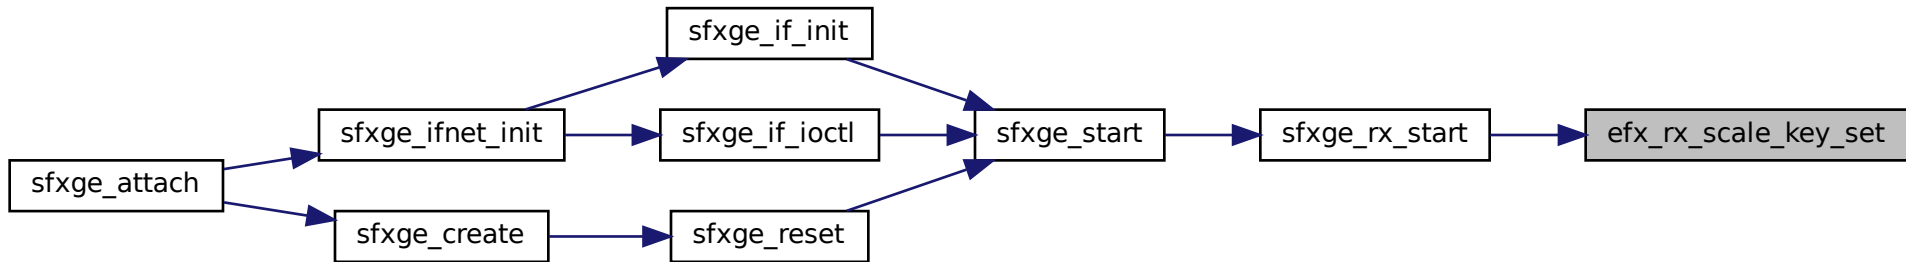 sfxge_if_init
sfxge_ifnet_init
sfxge_if_ioctl
sfxge_start
sfxge_rx_start
efx_rx_scale_key_set
sfxge_attach
sfxge_create
sfxge_reset